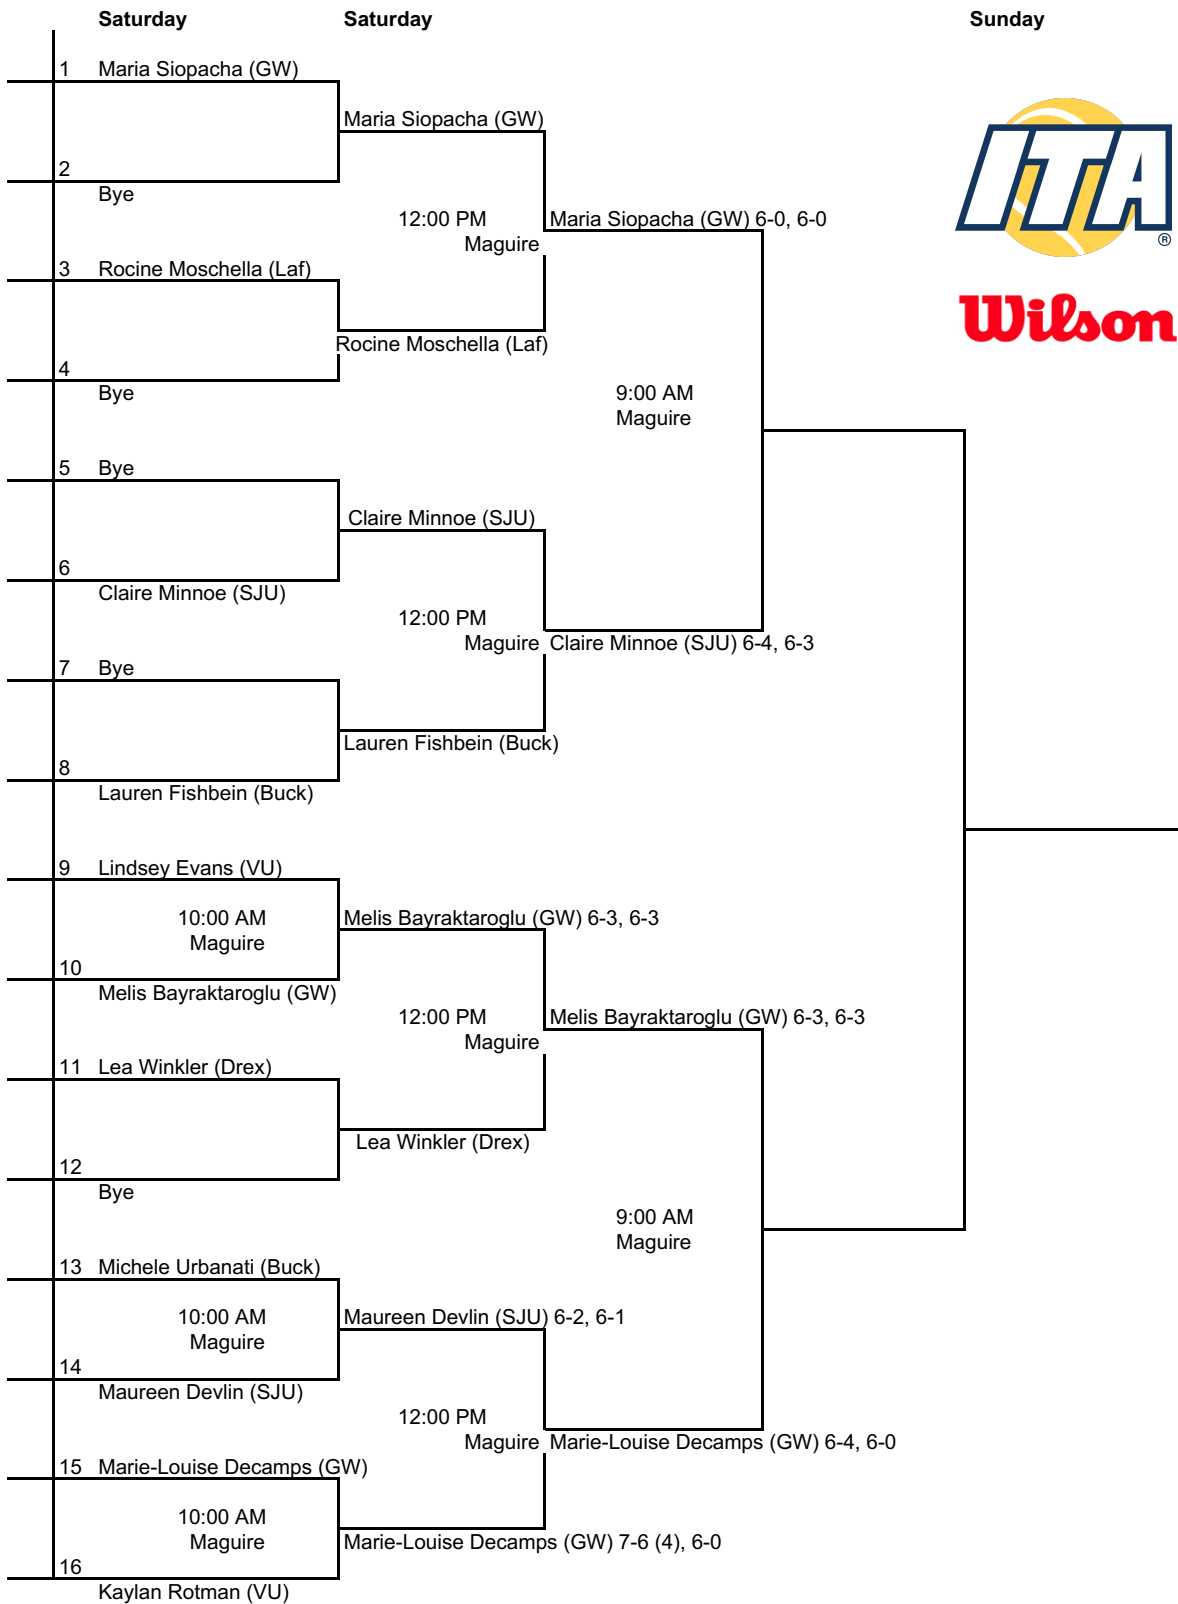 Saturday Saturday Sunday
1 Maria Siopacha (GW)
Maria Siopacha (GW)
ITA
2
Bye
12:00 PM Maria Siopacha (GW) 6-0, 6-0
®
Maguire
3 Rocine Moschella (Laf)
Wilson
Rocine Moschella (Laf)
4
Bye 9:00 AM
Maguire
5 Bye
Claire Minnoe (SJU)
6
Claire Minnoe (SJU)
12:00 PM
Maguire Claire Minnoe (SJU) 6-4, 6-3
7 Bye
Lauren Fishbein (Buck)
8
Lauren Fishbein (Buck)
9 Lindsey Evans (VU)
10:00 AM Melis Bayraktaroglu (GW) 6-3, 6-3
Maguire
10
Melis Bayraktaroglu (GW)
12:00 PM Melis Bayraktaroglu (GW) 6-3, 6-3
Maguire
11 Lea Winkler (Drex)
Lea Winkler (Drex)
12
Bye
9:00 AM
Maguire
13 Michele Urbanati (Buck)
10:00 AM Maureen Devlin (SJU) 6-2, 6-1
Maguire
14
Maureen Devlin (SJU)
12:00 PM
Maguire Marie-Louise Decamps (GW) 6-4, 6-0
15 Marie-Louise Decamps (GW)
10:00 AM
Maguire Marie-Louise Decamps (GW) 7-6 (4), 6-0
16
Kaylan Rotman (VU)